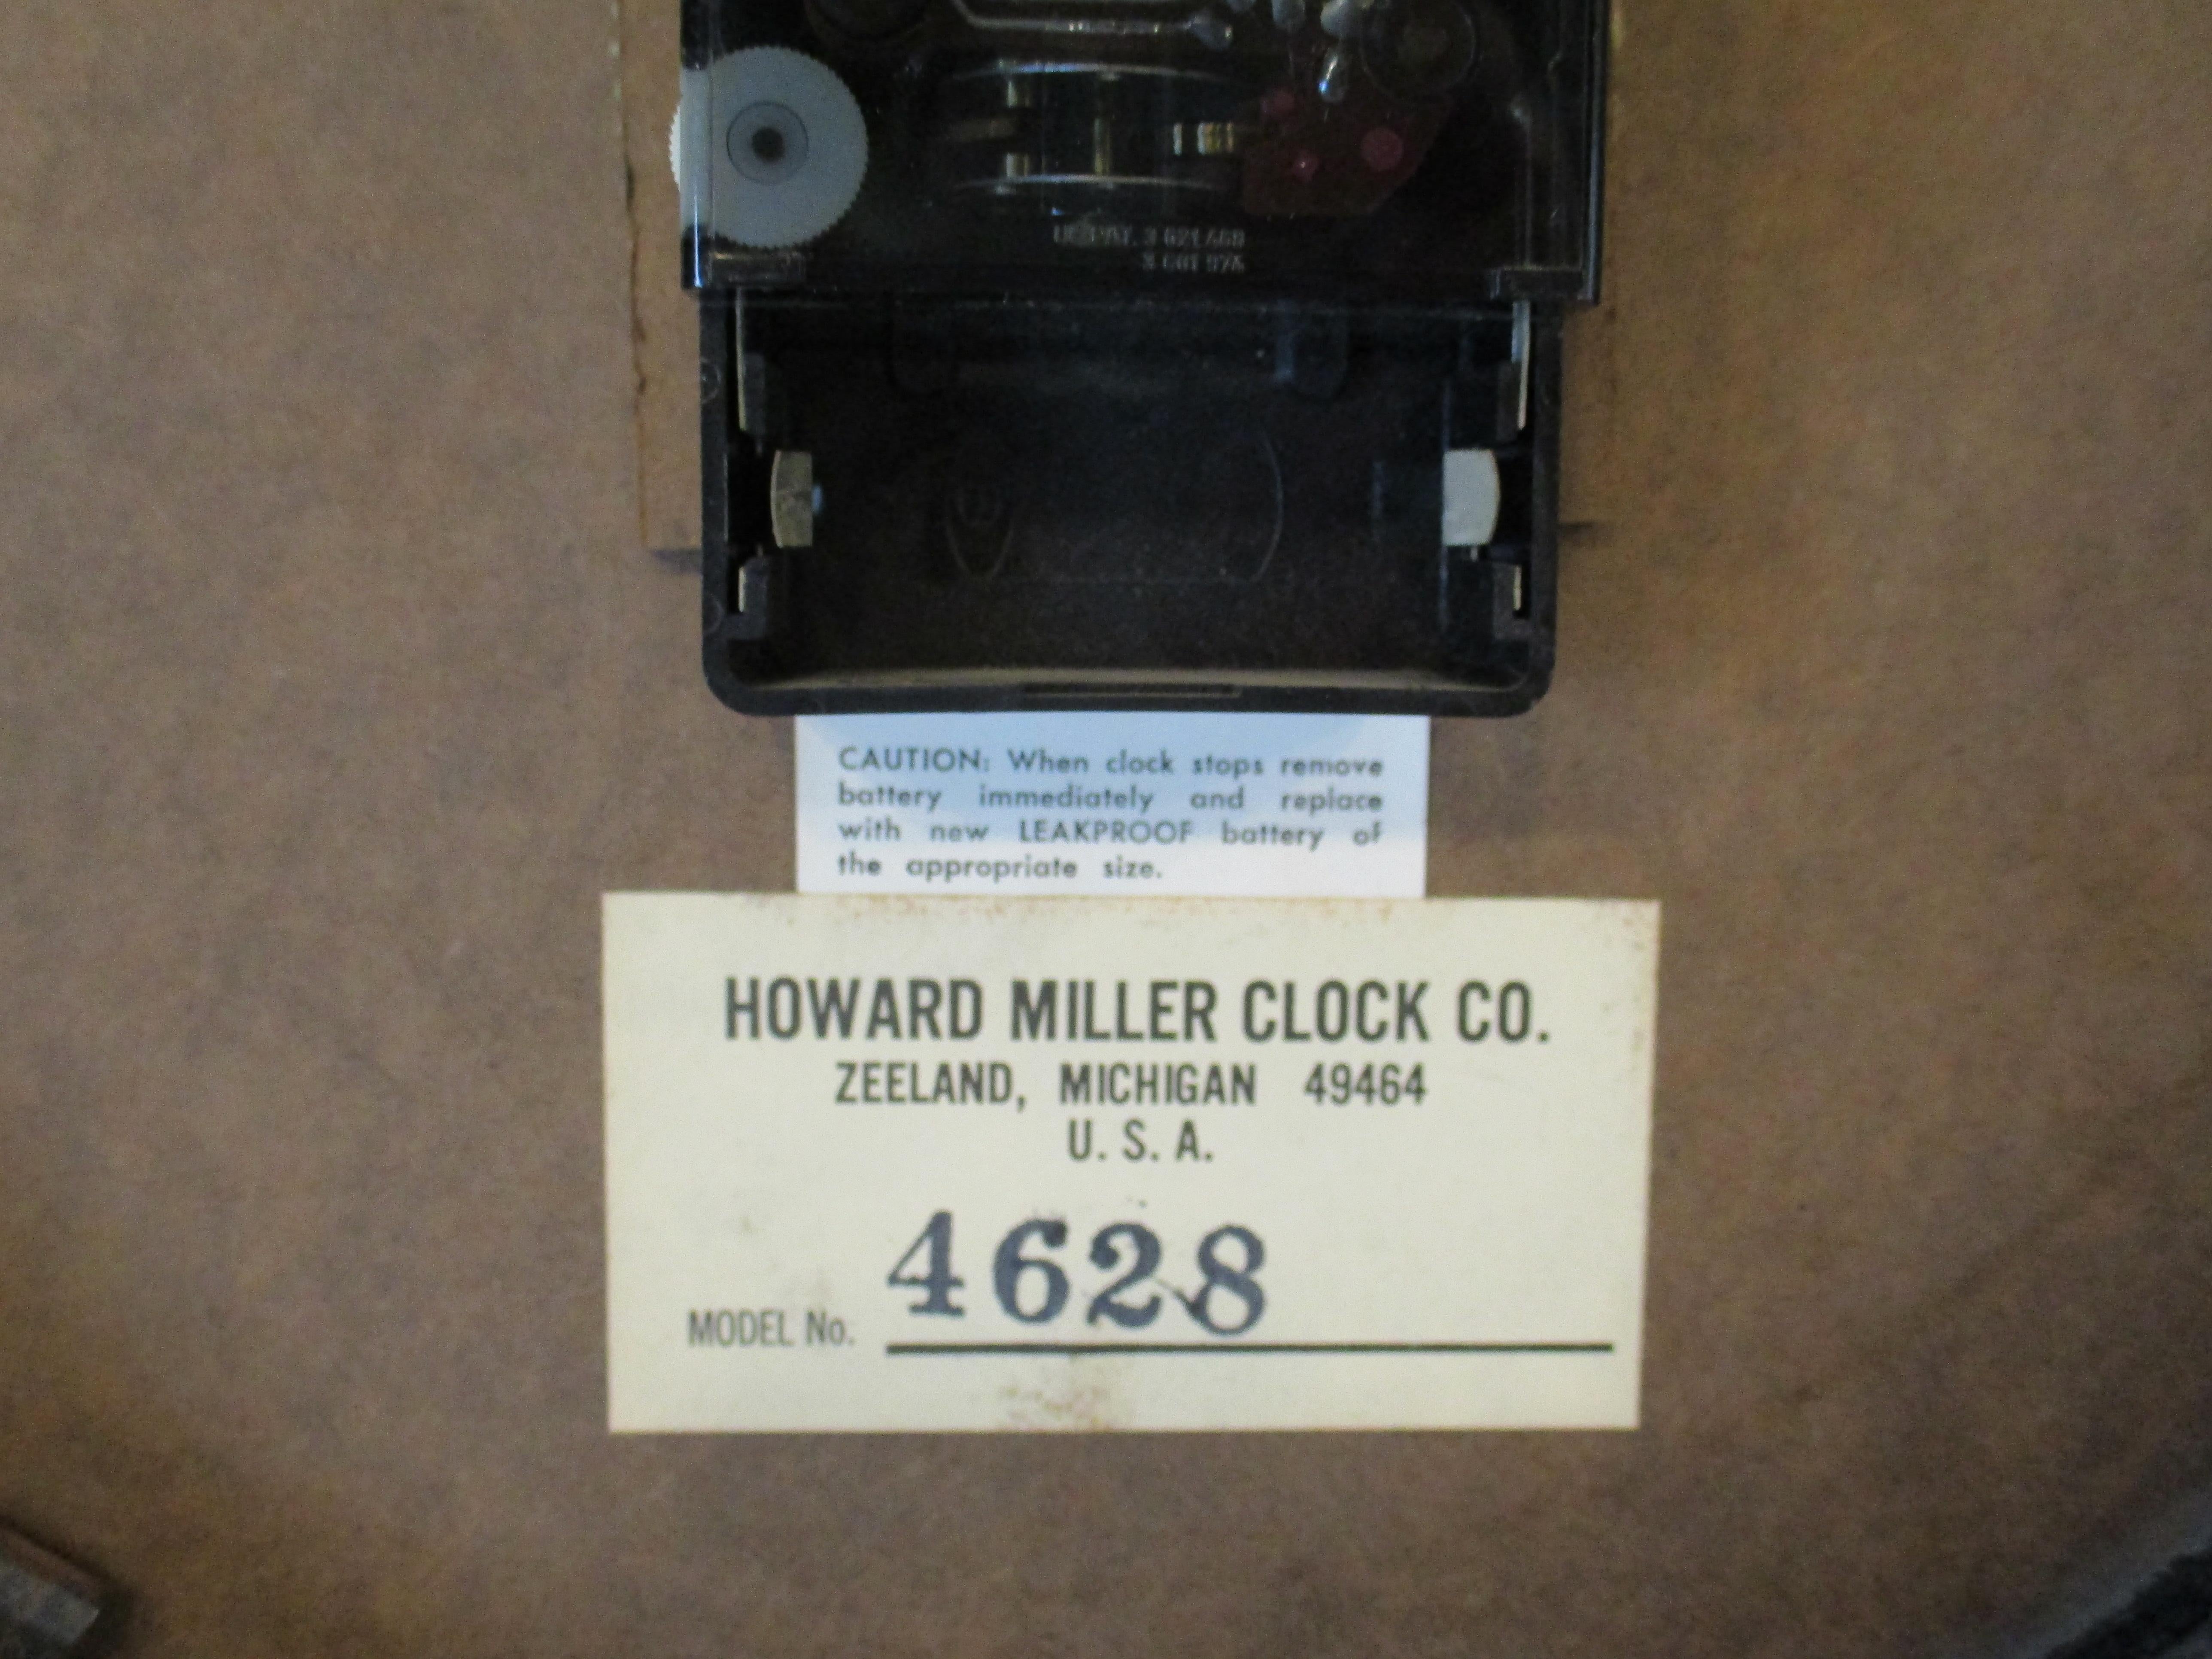 CAUTION: When clock stops remove
battery immediately and replace
with new LEAKPROOF battery of
the appropriate size.
HOWARD MILLER CLOCK CO.
ZEELAND, MICHIGAN 49464
U. S. A.
4628
MODEL No.